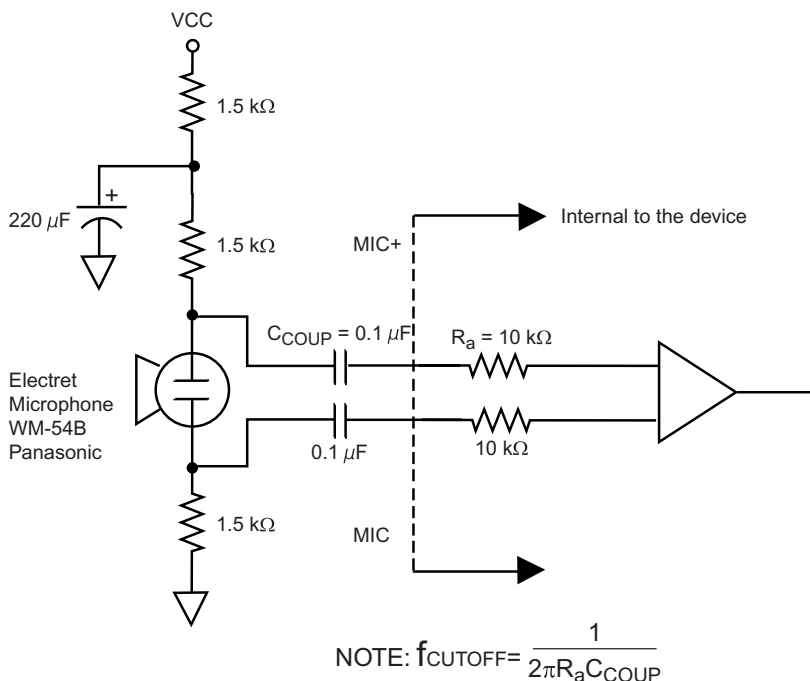 VCC
1.5 kΩ
+
220 μF
1.5 kΩ
Internal to the device
MIC+
CCOUP = 0.1 μF
Ra = 10 kΩ
Electret
Microphone
WM-54B
Panasonic
0.1 μF
10 kΩ
1.5 kΩ
MIC
NOTE: fCUTOFF= 1
2πRaCCOUP